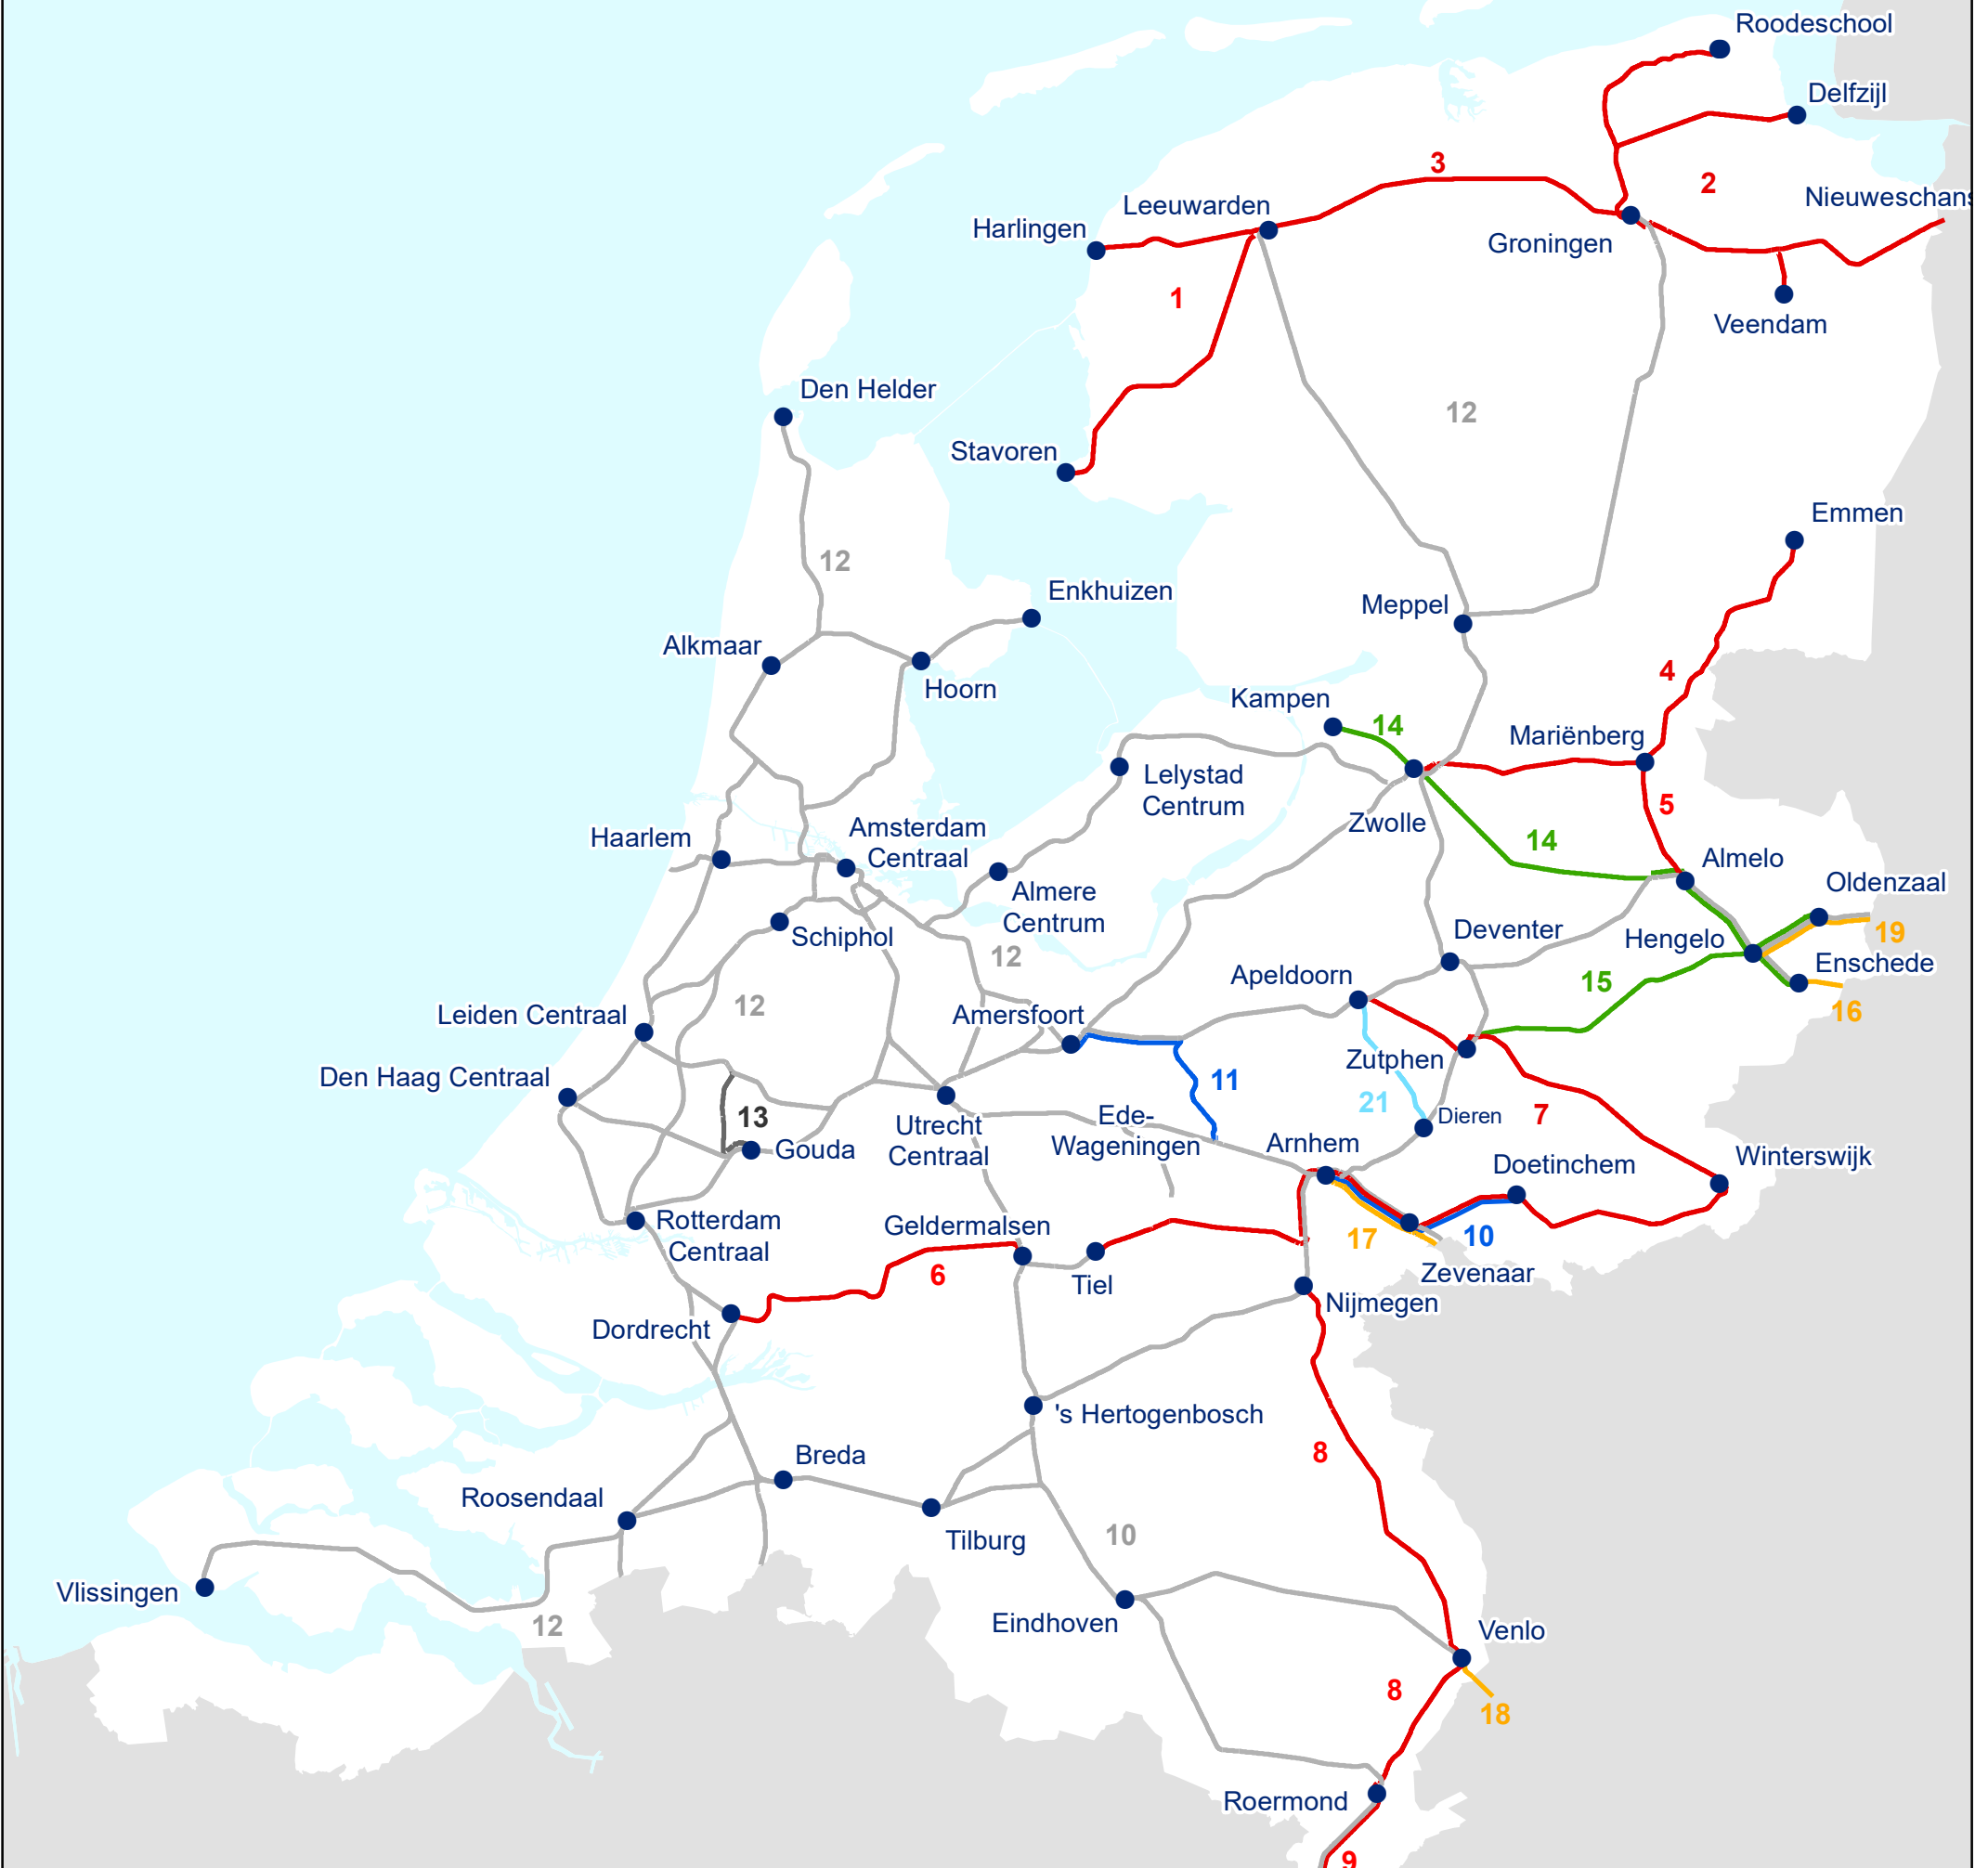 Roodeschool
Delfzijl
3
2
Nieuweschans
Leeuwarden
Harlingen
Groningen
1
Veendam
Den Helder
12
Stavoren
Emmen
12
Enkhuizen
Meppel
Alkmaar
4
Hoorn
Kampen
14
Mariënberg
Lelystad
Centrum
5
Zwolle
Haarlem
Amsterdam
Centraal
14
Almelo
Almere
Centrum
Oldenzaal
Schiphol
Deventer
Hengelo
19
12
Enschede
Apeldoorn
15
12
16
Leiden Centraal
Amersfoort
Zutphen
Den Haag Centraal
11
21
13
Ede-
Wageningen
Dieren
7
Utrecht
Centraal
Gouda
Arnhem
Doetinchem
Winterswijk
Rotterdam
Centraal
Geldermalsen
17
10
6
Tiel
Zevenaar
Nijmegen
Dordrecht
's Hertogenbosch
8
Breda
Roosendaal
10
Tilburg
Vlissingen
12
Eindhoven
Venlo
8
18
Roermond
9